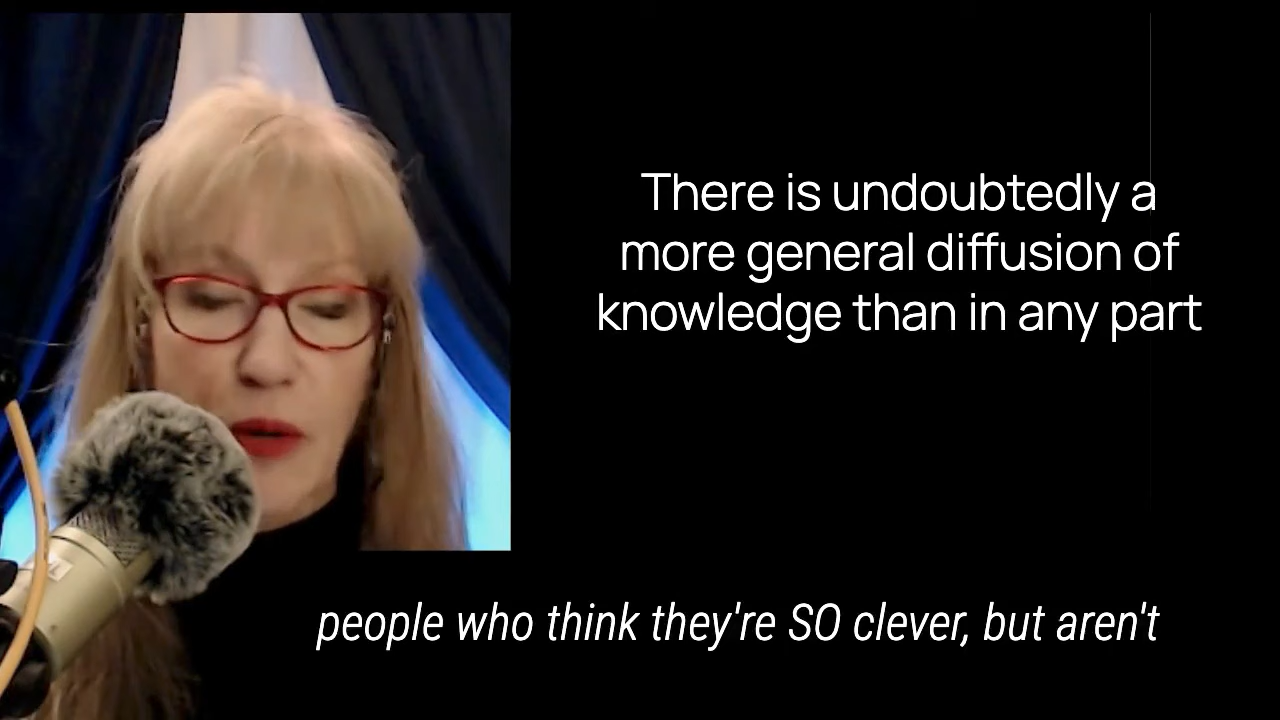 There is undoubtedly a
more general diffusion of
knowledge than in any part
people who think they're SO clever, but aren't